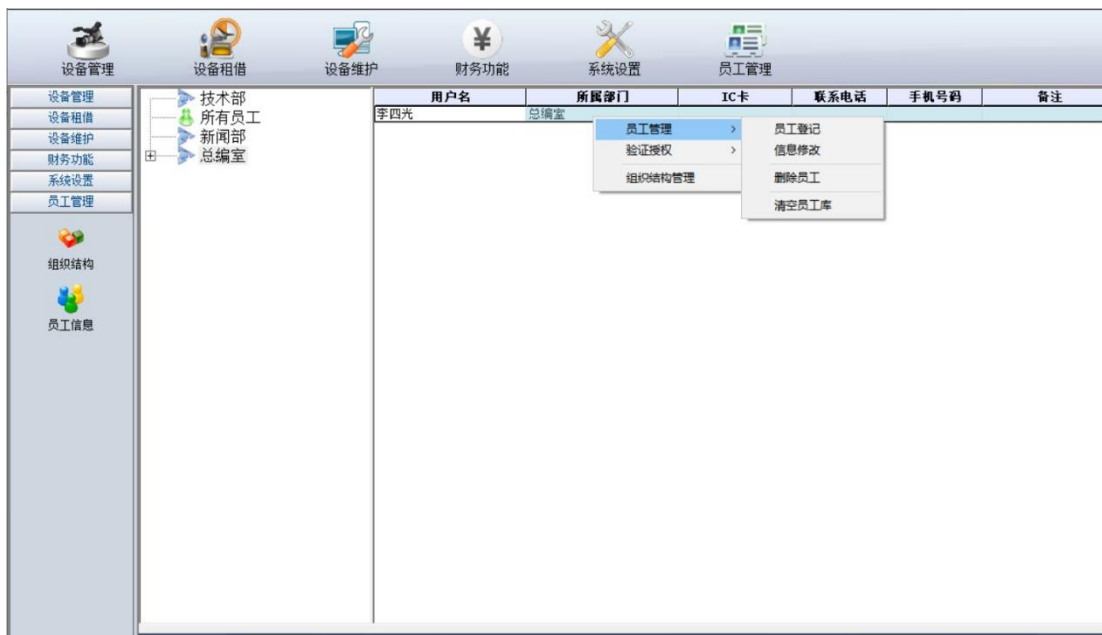 设备管理 设备租借 设备维护 财务功能 系统设置 员工管理
设备管理
设备租借
设备维护
财务功能
系统设置
员工管理
组织结构
员工信息
技术部
所有员工
新闻部
总编室
用户名 所属部门 IC卡 联系电话 手机号码 备注
李四光 总编室
员工管理
验证授权
组织结构管理
员工登记
信息修改
删除员工
清空员工库